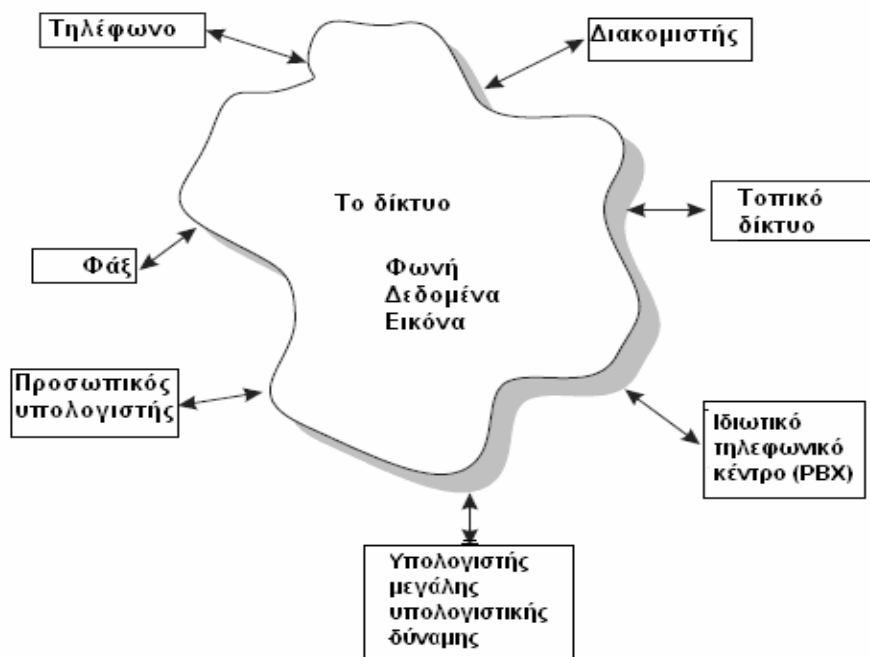 Τηλέφωνο
Διακομιστής
Το δίκτυο
Τοπικό
δίκτυο
Φωνή
Δεδομένα
Εικόνα
Φάξ
Προσωπικός
υπολογιστής
Ιδιωτικό
τηλεφωνικό
κέντρο (PBX)
Υπολογιστής
μεγάλης
υπολογιστικής
δύναμης